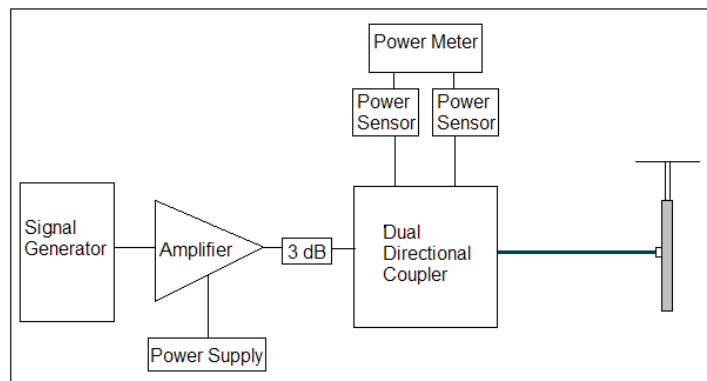 Power Meter
Power
Sensor
Power
Sensor
Signal
Generator
Amplifier
3 dB
Dual
Directional
Coupler
Power Supply